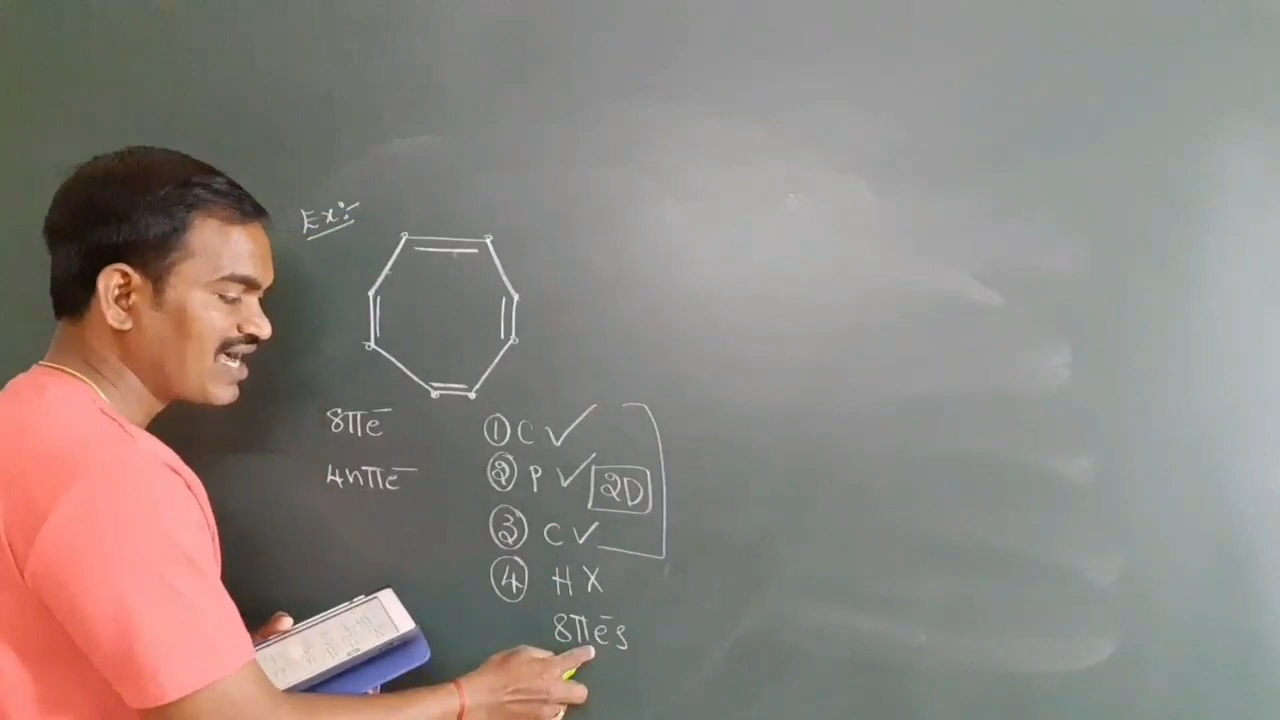 Ex:-
8πe⁻
4nπe⁻
① C ✓
② P ✓ 2D
③ C ✓
④ H X
8πe⁻s